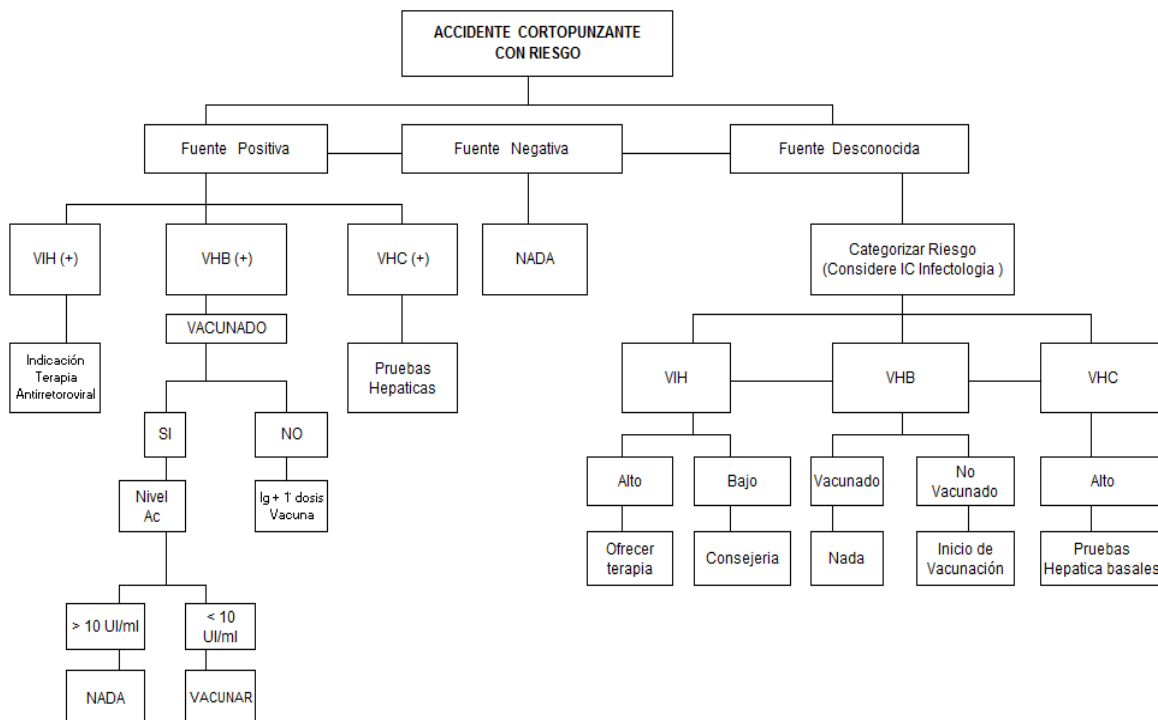 ACCIDENTE CORTOPUNZANTE
CON RIESGO
Fuente Positiva
Fuente Negativa
Fuente Desconocida
VIH (+)
VHB (+)
VHC (+)
NADA
Categorizar Riesgo
(Considere IC Infectologia )
VACUNADO
Indicación
Terapia
Antirretoroviral
Pruebas
Hepaticas
VIH
VHB
VHC
SI
NO
Alto
Bajo
Vacunado
No
Vacunado
Alto
Nivel
Ac
Ig + 1' dosis
Vacuna
Ofrecer
terapia
Consejeria
Nada
Inicio de
Vacunación
Pruebas
Hepatica basales
> 10 UI/ml
< 10
UI/ml
NADA
VACUNAR